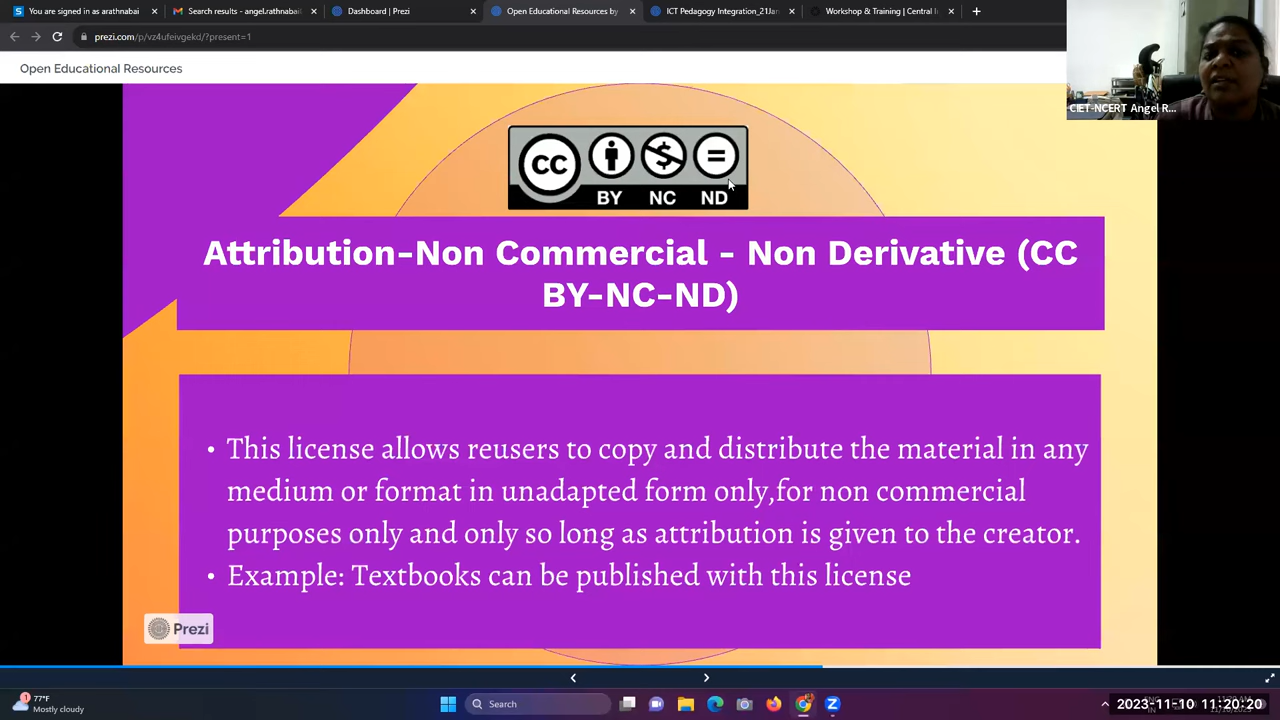 You are signed in as arathnabai
Search results - angel.rathnabai
Dashboard | Prezi
Open Educational Resources by
ICT Pedagogy Integration_21Jan
Workshop & Training | Central I
prezi.com/p/vz4ufeivgekd/?present=1
Open Educational Resources
CIET-NCERT Angel R...
CC
BY NC ND
Attribution-Non Commercial - Non Derivative (CC
BY-NC-ND)
• This license allows reusers to copy and distribute the material in any
medium or format in unadapted form only,for non commercial
purposes only and only so long as attribution is given to the creator.
• Example: Textbooks can be published with this license
Prezi
1
77°F
Mostly cloudy
Search
2023-11-10 11:20:20